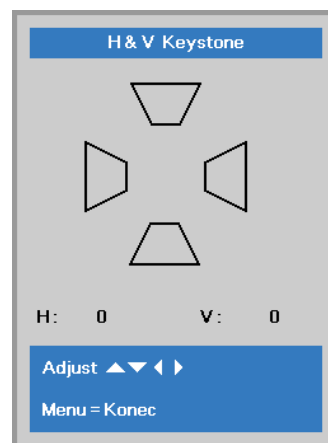 H & V Keystone
H: 0 V: 0
Adjust ▲▼◀▶
Menu = Konec